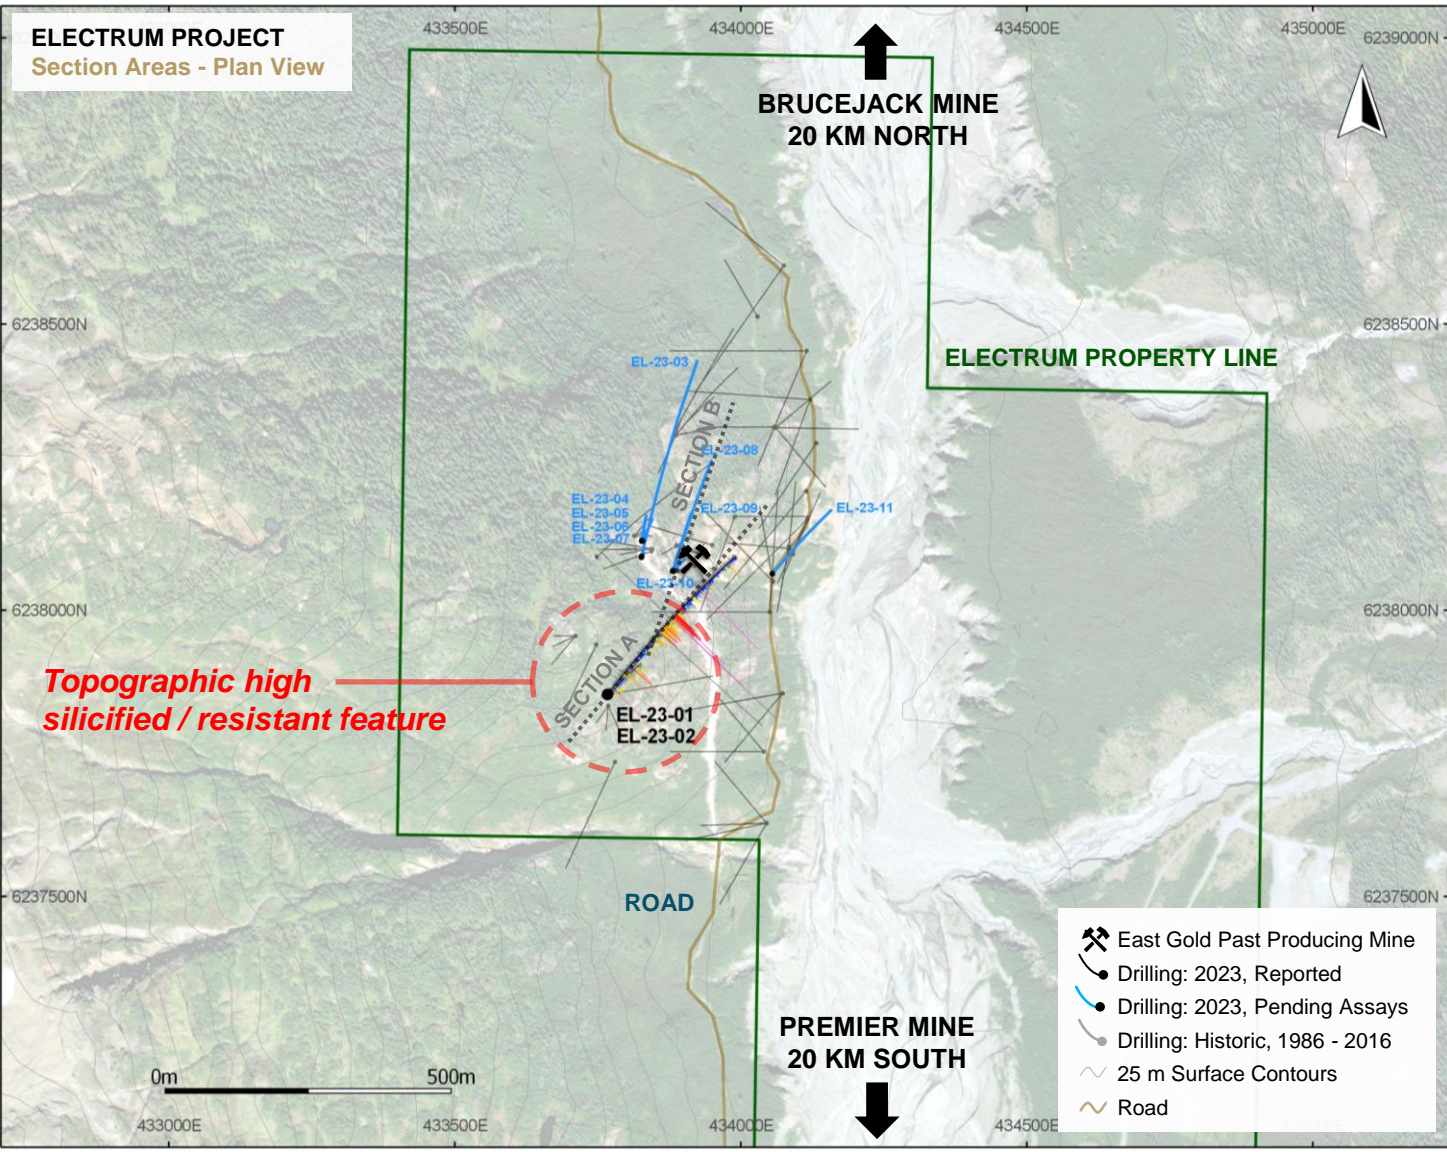 ELECTRUM PROJECT
Section Areas - Plan View
433500E
434000E
434500E
435000E
6239000N
BRUCEJACK MINE
20 KM NORTH
6238500N
6238500N
ELECTRUM PROPERTY LINE
EL-23-03
SECTION B
EL-23-08
EL-23-04
EL-23-05
EL-23-06
EL-23-07
EL-23-09
EL-23-11
EL-23-10
6238000N
6238000N
SECTION A
Topographic high
silicified / resistant feature
EL-23-01
EL-23-02
6237500N
6237500N
ROAD
East Gold Past Producing Mine
Drilling: 2023, Reported
Drilling: 2023, Pending Assays
Drilling: Historic, 1986 - 2016
25 m Surface Contours
Road
PREMIER MINE
20 KM SOUTH
0m
500m
433000E
433500E
434000E
434500E
435000E